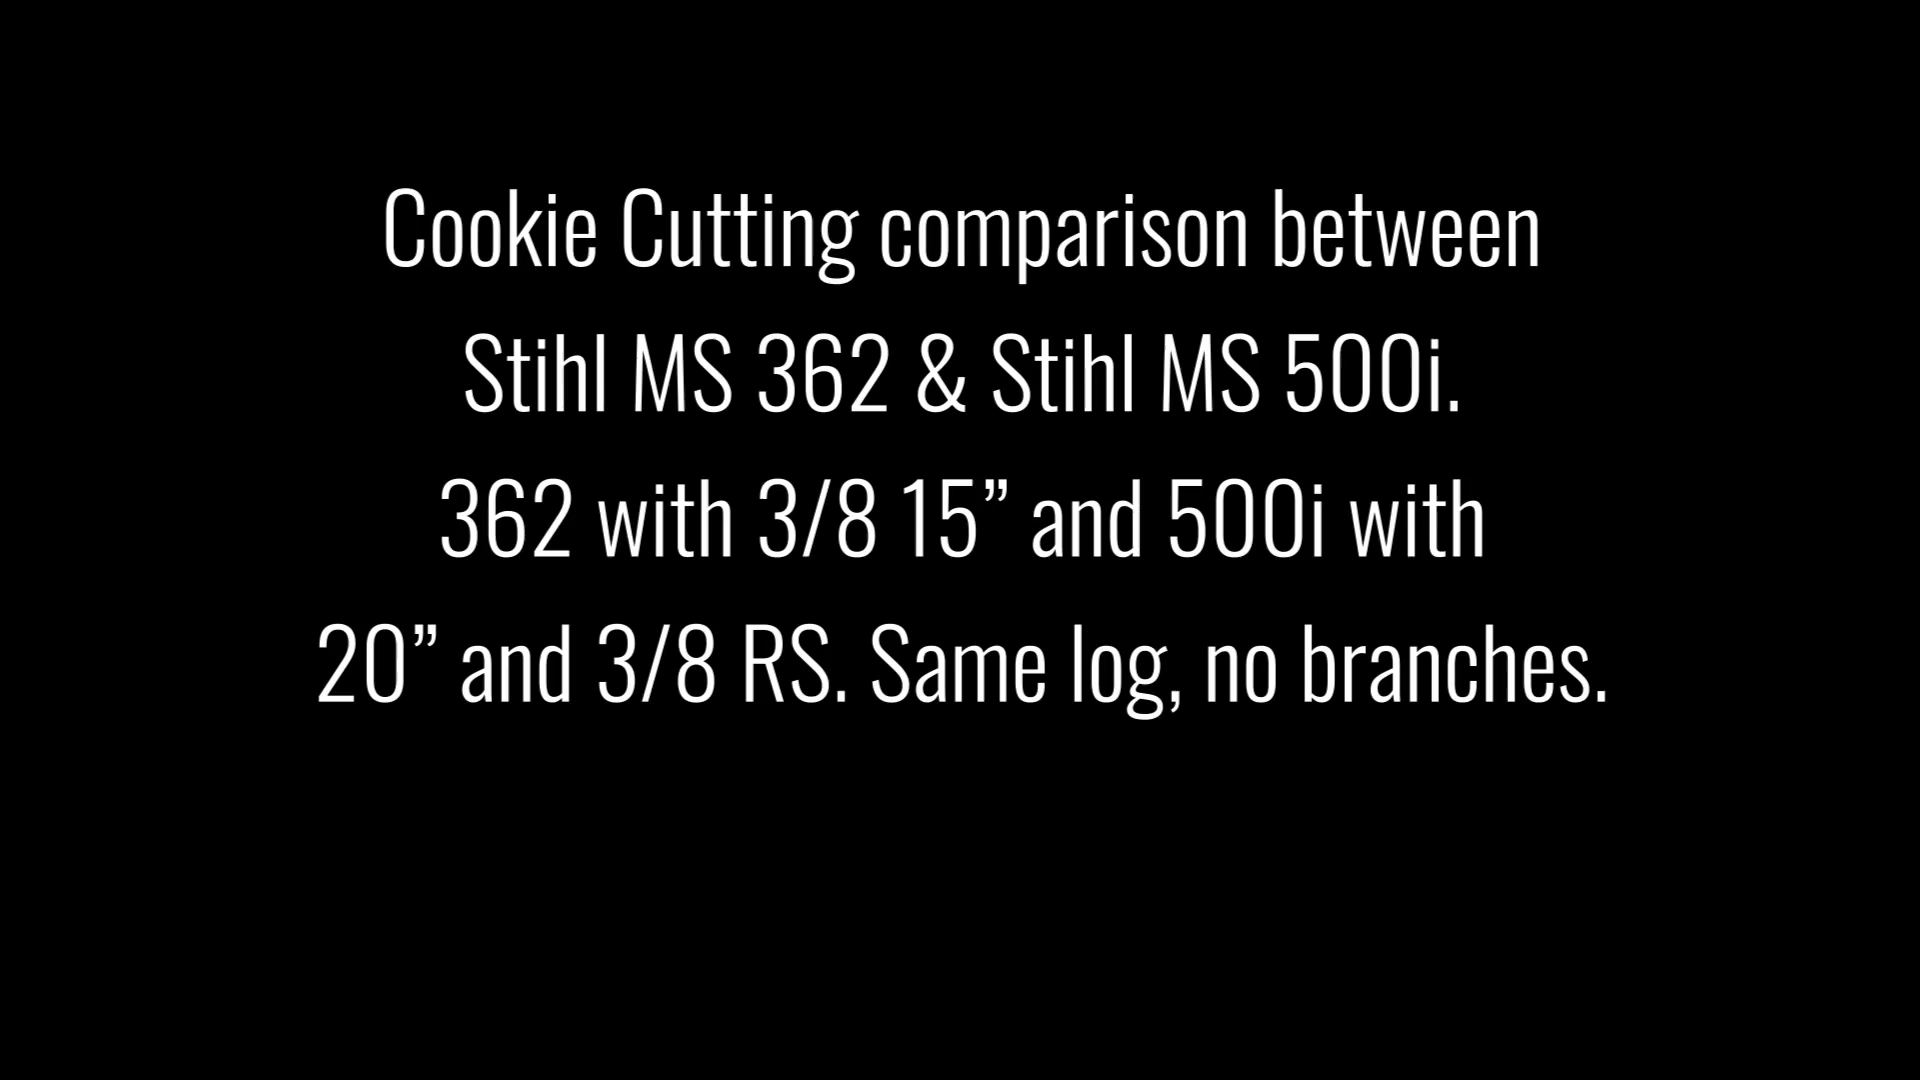 Cookie Cutting comparison between
Stihl MS 362 & Stihl MS 500i.
362 with 3/8 15” and 500i with
20” and 3/8 RS. Same log, no branches.